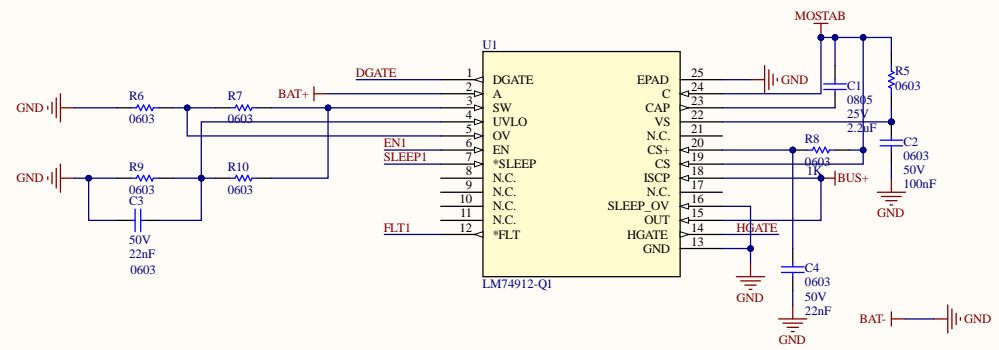 MOSTAB
U1
DGATE 1 DGATE EPAD 25 GND
BAT+ 2 A C 24
GND R6 0603 R7 0603 3 SW CAP 23
C1 0805 25V 2.2uF
R5 0603
4 UVLO VS 22
5 OV N.C. 21
EN1 6 EN CS+ 20 R8 0603 1K
SLEEP1 7 *SLEEP CS 19
C2 0603 50V 100nF
GND
GND R9 0603 R10 0603 8 N.C. ISCP 18 BUS+
9 N.C. N.C. 17
C3 50V 22nF 0603
10 N.C. SLEEP_OV 16
11 N.C. OUT 15
FLT1 12 *FLT HGATE 14 HGATE
GND 13
LM74912-Q1
GND
C4 0603 50V 22nF
GND
BAT- GND